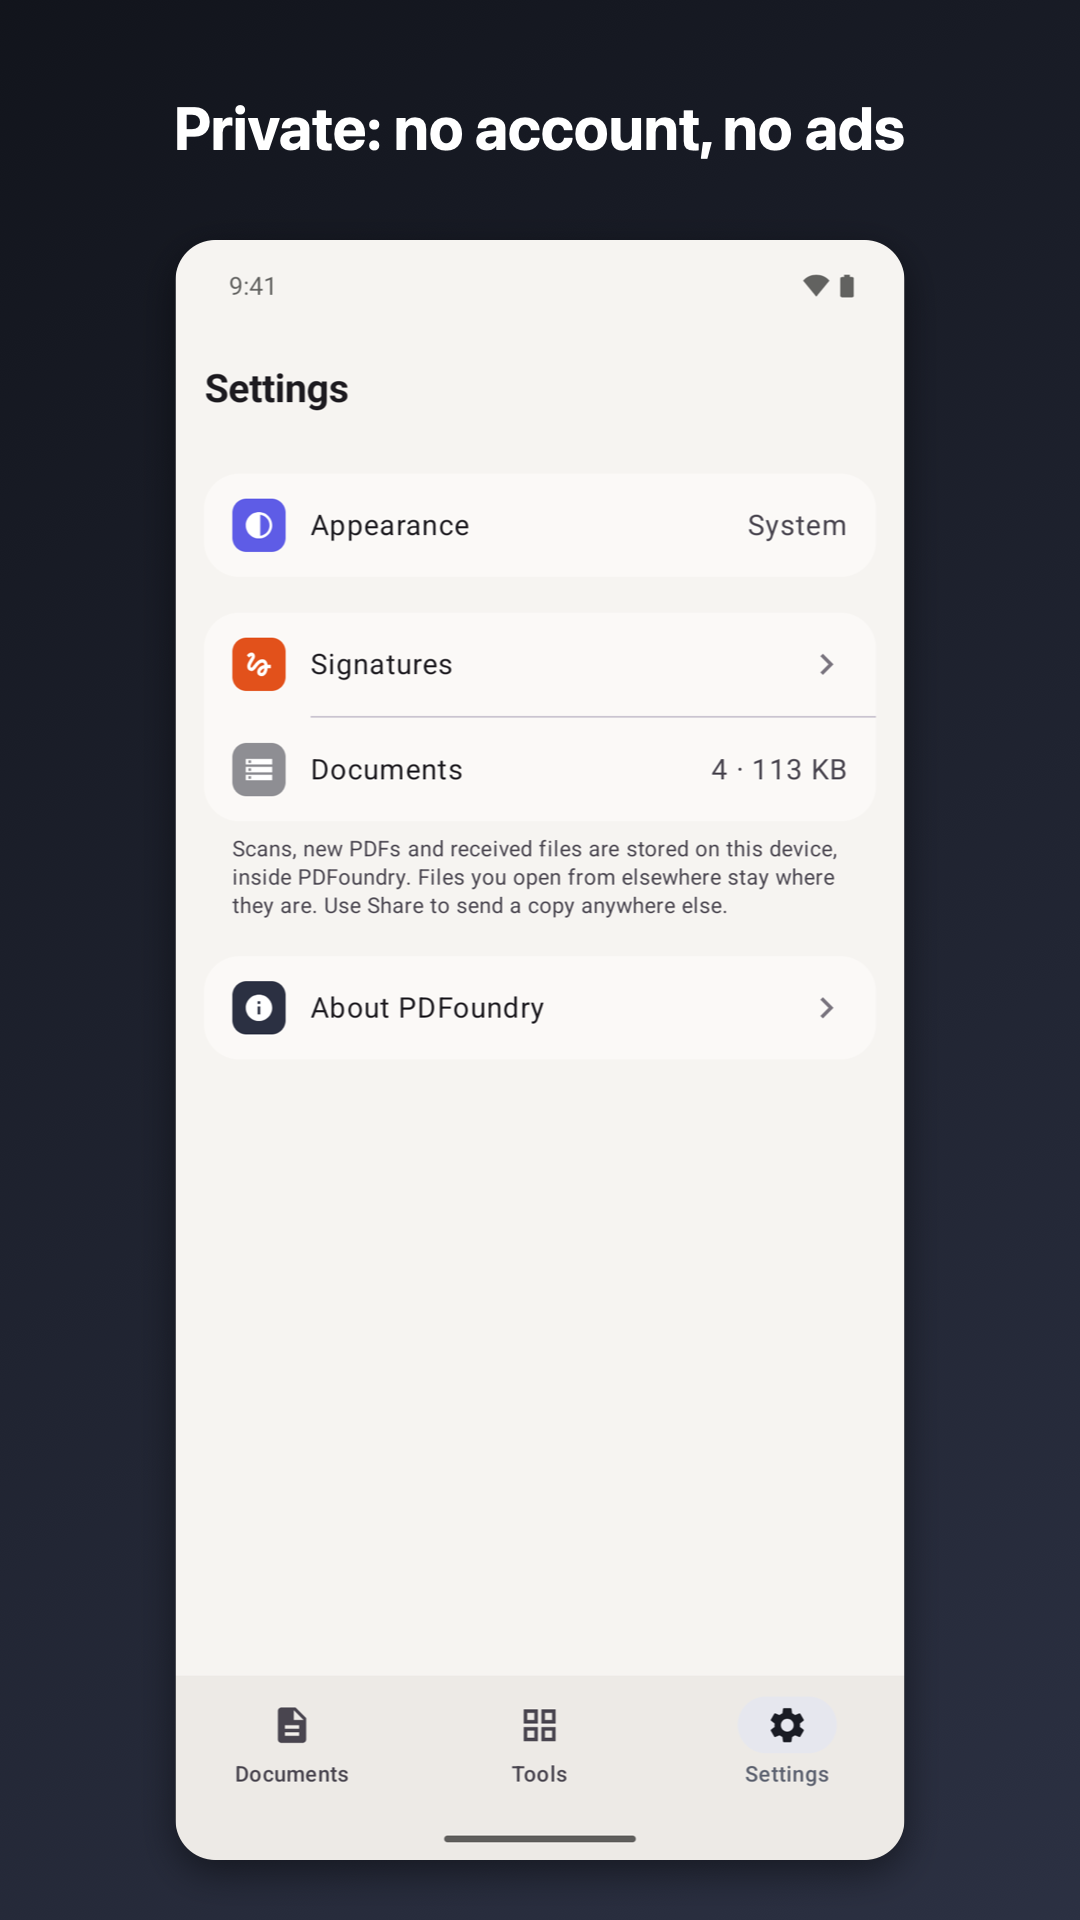 Private: no account, no ads
9:41
Settings
Appearance System
Signatures
Documents 4 · 113 KB
Scans, new PDFs and received files are stored on this device,
inside PDFoundry. Files you open from elsewhere stay where
they are. Use Share to send a copy anywhere else.
About PDFoundry
Documents Tools Settings